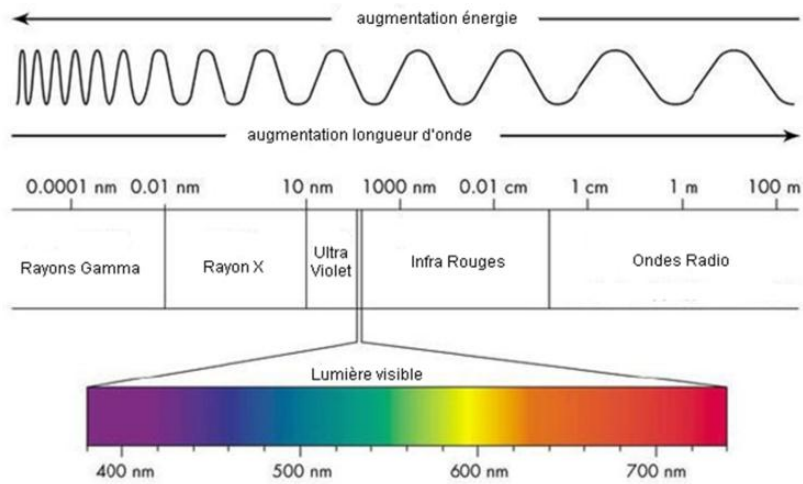 augmentation énergie
augmentation longueur d'onde
0.0001 nm 0.01 nm 10 nm 1000 nm 0.01 cm 1 cm 1 m 100 m
Rayons Gamma
Rayon X
Ultra
Violet
Infra Rouges
Ondes Radio
Lumière visible
400 nm 500 nm 600 nm 700 nm